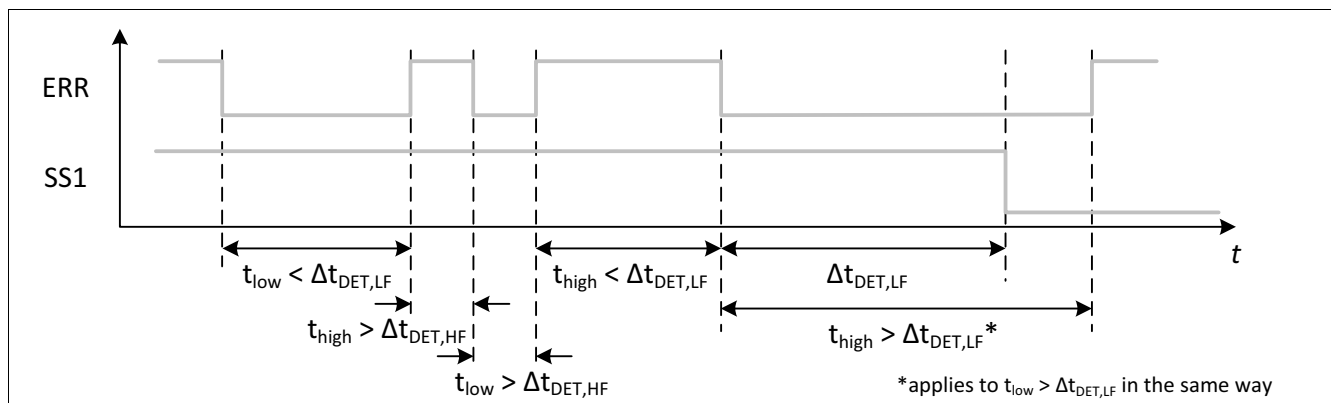 ERR
SS1
t
t_low < Δt_DET,LF
t_high < Δt_DET,LF
Δt_DET,LF
t_high > Δt_DET,HF
t_high > Δt_DET,LF*
t_low > Δt_DET,HF
*applies to t_low > Δt_DET,LF in the same way